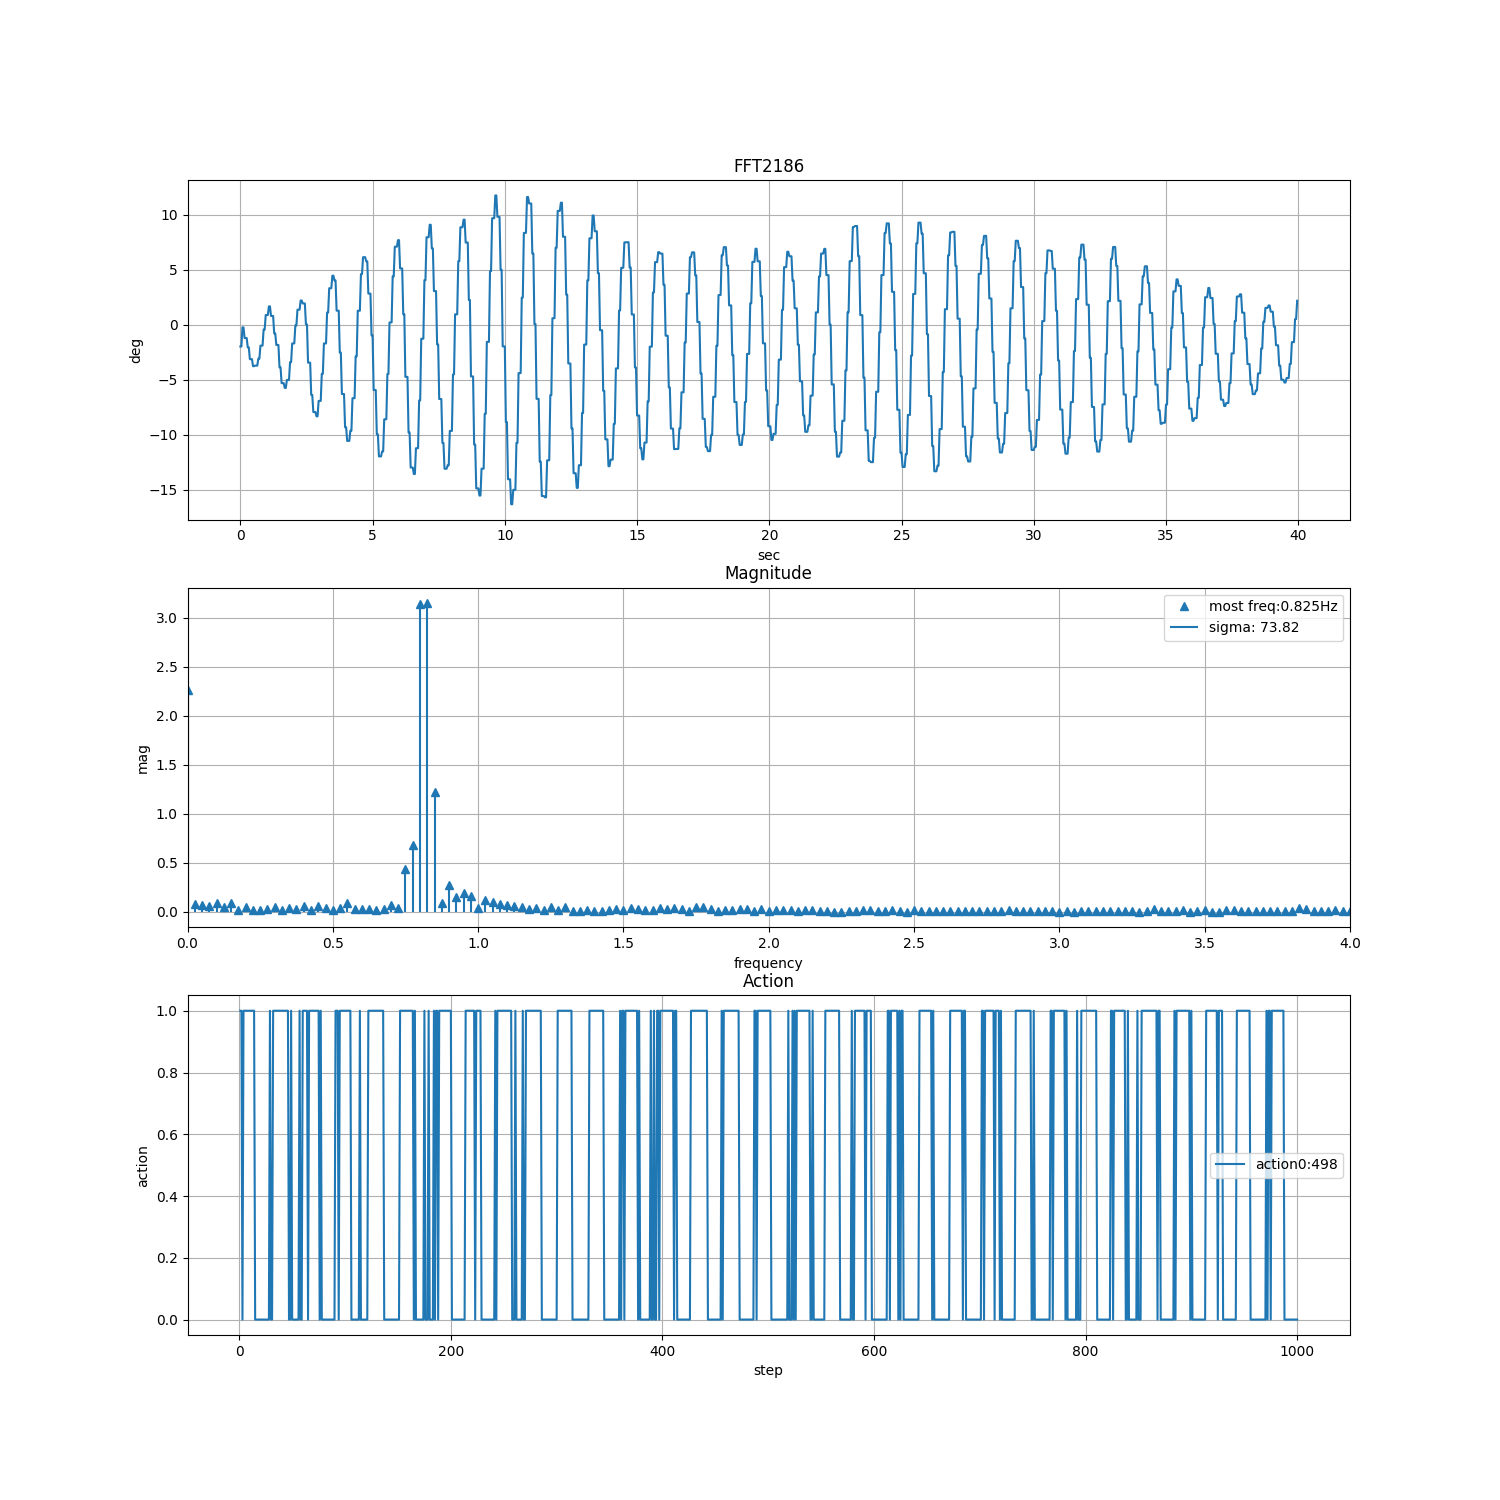 FFT2186
10
5
0
−5
−10
−15
deg
0 5 10 15 20 25 30 35 40
sec
Magnitude
most freq:0.825Hz
sigma: 73.82
3.0
2.5
2.0
1.5
1.0
0.5
0.0
mag
0.0 0.5 1.0 1.5 2.0 2.5 3.0 3.5 4.0
frequency
Action
1.0
0.8
0.6
0.4
0.2
0.0
action
action0:498
0 200 400 600 800 1000
step